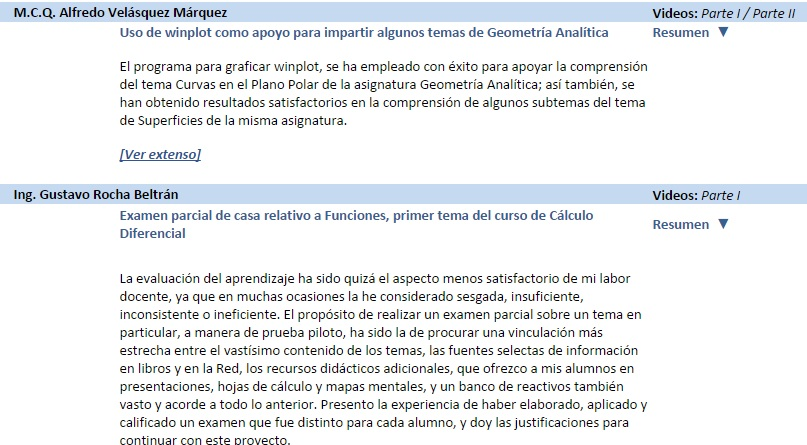 M.C.Q. Alfredo Velásquez Márquez
Videos: Parte I / Parte II
Uso de winplot como apoyo para impartir algunos temas de Geometría Analítica
Resumen ▼
El programa para graficar winplot, se ha empleado con éxito para apoyar la comprensión
del tema Curvas en el Plano Polar de la asignatura Geometría Analítica; así también, se
han obtenido resultados satisfactorios en la comprensión de algunos subtemas del tema
de Superficies de la misma asignatura.
[Ver extenso]
Ing. Gustavo Rocha Beltrán
Videos: Parte I
Examen parcial de casa relativo a Funciones, primer tema del curso de Cálculo
Diferencial
Resumen ▼
La evaluación del aprendizaje ha sido quizá el aspecto menos satisfactorio de mi labor
docente, ya que en muchas ocasiones la he considerado sesgada, insuficiente,
inconsistente o ineficiente. El propósito de realizar un examen parcial sobre un tema en
particular, a manera de prueba piloto, ha sido la de procurar una vinculación más
estrecha entre el vastísimo contenido de los temas, las fuentes selectas de información
en libros y en la Red, los recursos didácticos adicionales, que ofrezco a mis alumnos en
presentaciones, hojas de cálculo y mapas mentales, y un banco de reactivos también
vasto y acorde a todo lo anterior. Presento la experiencia de haber elaborado, aplicado y
calificado un examen que fue distinto para cada alumno, y doy las justificaciones para
continuar con este proyecto.